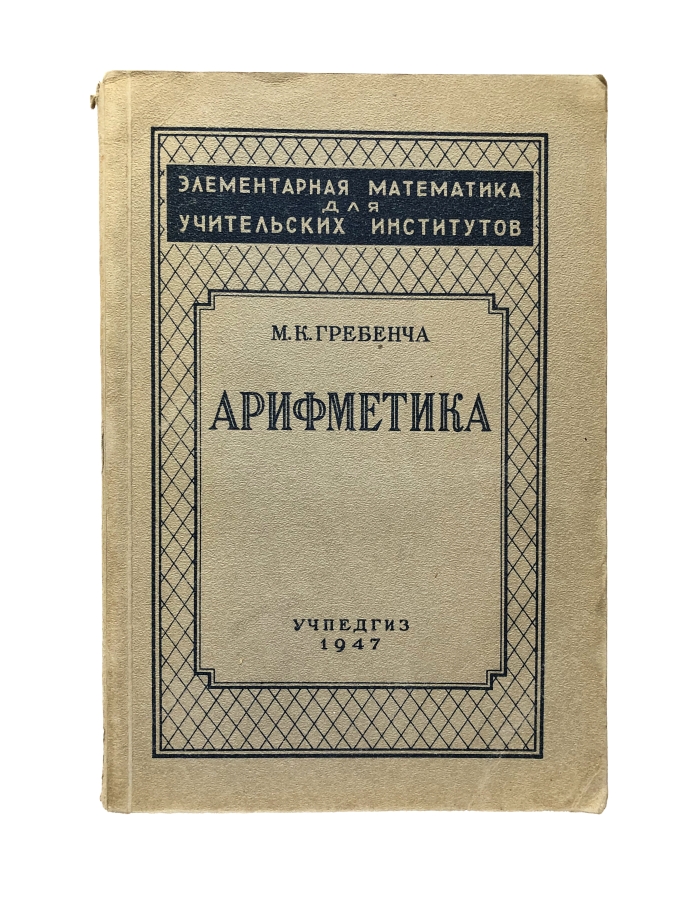 ЭЛЕМЕНТАРНАЯ МАТЕМАТИКА
ДЛЯ
УЧИТЕЛЬСКИХ ИНСТИТУТОВ
М.К.ГРЕБЕНЧА
АРИФМЕТИКА
УЧПЕДГИЗ
1947